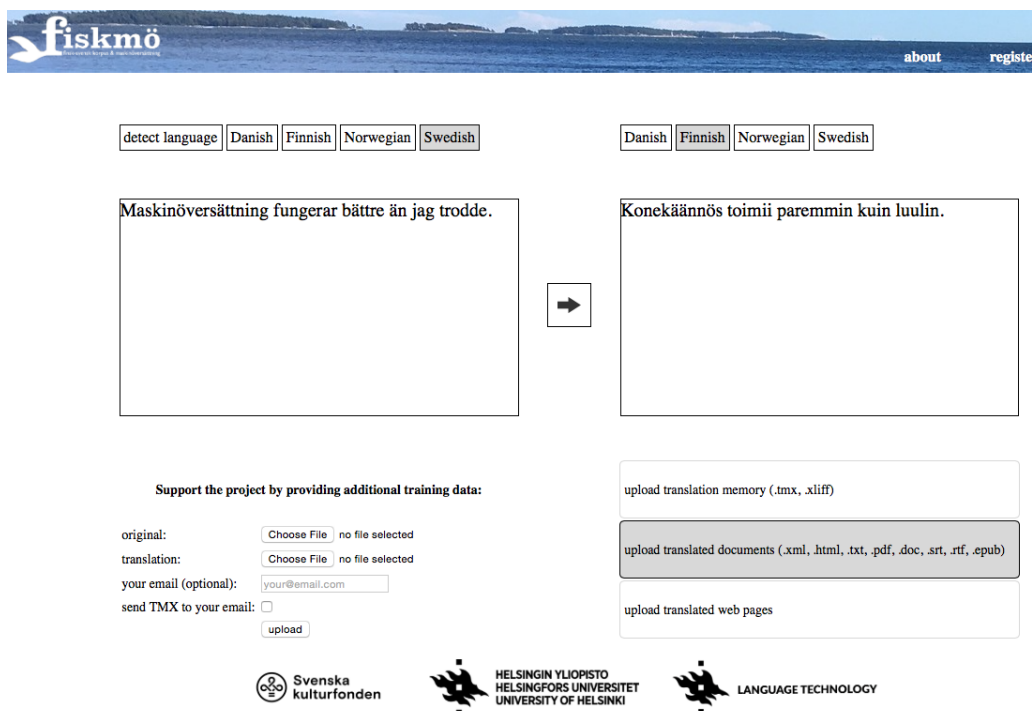 fiskmö
about registe
detect language Danish Finnish Norwegian Swedish
Danish Finnish Norwegian Swedish
Maskinöversättning fungerar bättre än jag trodde.
Konekäännös toimii paremmin kuin luulin.
Support the project by providing additional training data:
original: Choose File no file selected
translation: Choose File no file selected
your email (optional): your@email.com
send TMX to your email:
upload
upload translation memory (.tmx, .xliff)
upload translated documents (.xml, .html, .txt, .pdf, .doc, .srt, .rtf, .epub)
upload translated web pages
Svenska
kulturfonden
HELSINGIN YLIOPISTO
HELSINGFORS UNIVERSITET
UNIVERSITY OF HELSINKI
LANGUAGE TECHNOLOGY